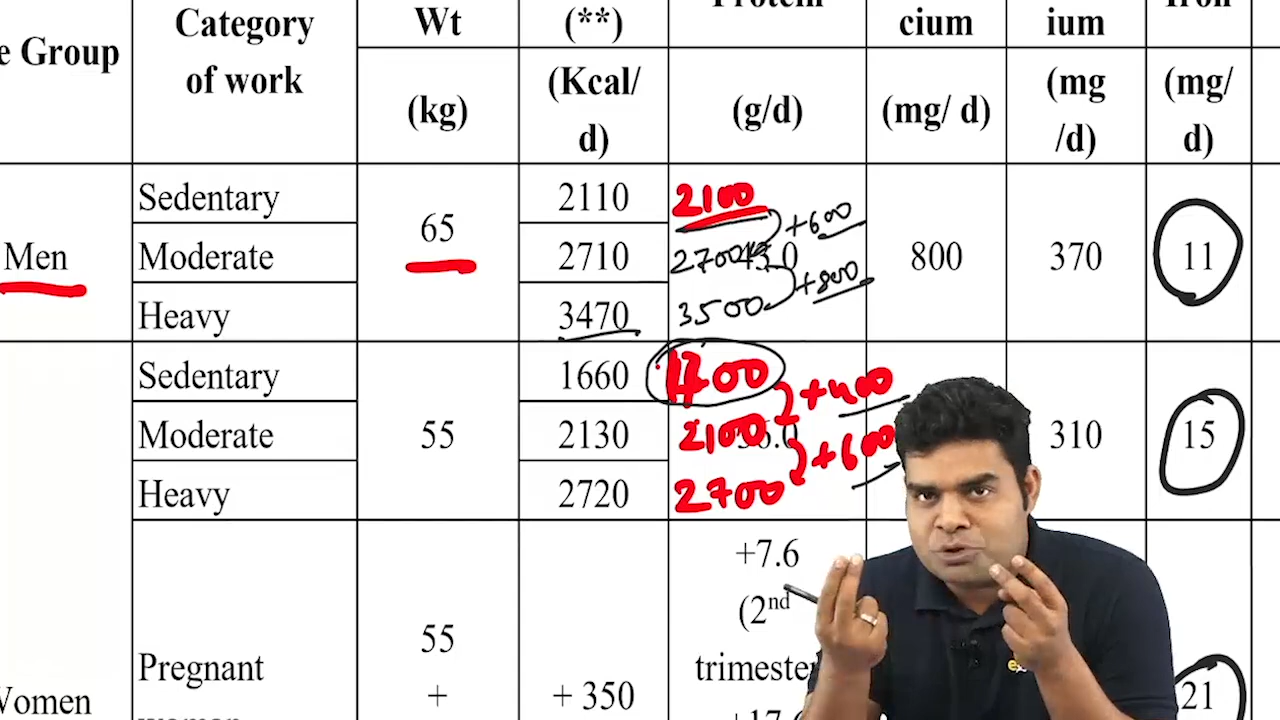 e Group
Category
of work
Wt
(kg)
(**)
(Kcal/
d)
Protein
(g/d)
cium
(mg/ d)
ium
(mg
/d)
Iron
(mg/
d)
Men
Sedentary
65
2110
2100
+600
Moderate
2710
2700
800
370
11
+800
Heavy
3470
3500
Sedentary
55
1660
1700
+400
Moderate
2130
2100
310
15
+600
Heavy
2720
2700
Women
Pregnant
55
+
+ 350
+7.6
(2nd
trimester
21